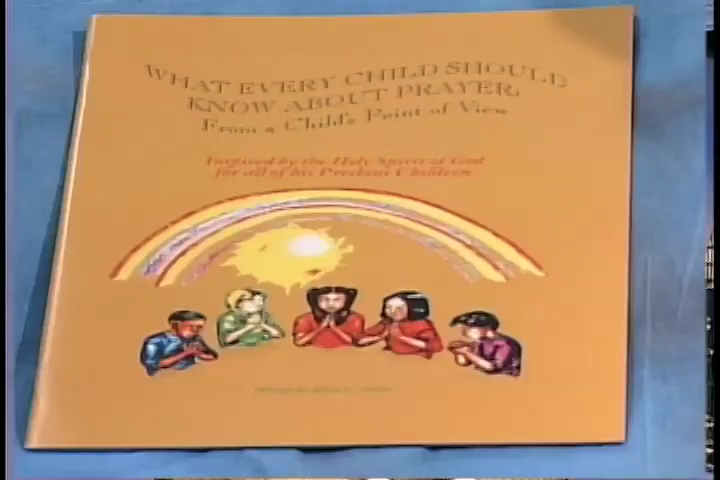 WHAT EVERY CHILD SHOULD
KNOW ABOUT PRAYER,
From a Child's Point of View
Inspired by the Holy Spirit of God
for all of his Precious Children